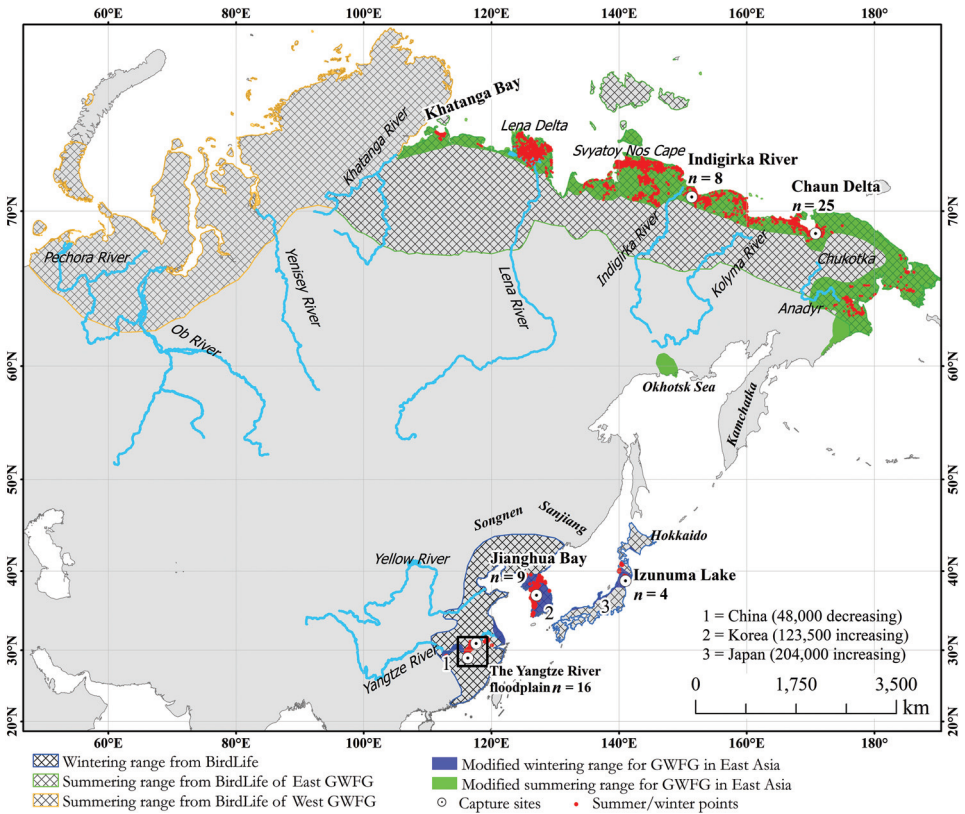 60°E 80°E 100°E 120°E 140°E 160°E 180°
Khatanga Bay
Lena Delta
Khatanga River
Svyatoy Nos Cape
Indigirka River
n = 8
Chaun Delta
n = 25
70°N 70°N
Pechora River
Yenisey River
Lena River
Indigirka River
Kolyma River
Chukotka
Anadyr
Ob River
60°N 60°N
Okhotsk Sea
Kamchatka
50°N 50°N
Songnen
Sanjiang
Hokkaido
Yellow River
Jianghua Bay
n = 9
40°N 40°N
Izunuma Lake
n = 4
2
3
1 = China (48,000 decreasing)
2 = Korea (123,500 increasing)
3 = Japan (204,000 increasing)
30°N 30°N
1
Yangtze River
The Yangtze River
floodplain n = 16
0 1,750 3,500
km
20°N 20°N
60°E 80°E 100°E 120°E 140°E 160°E 180°
Wintering range from BirdLife
Summering range from BirdLife of East GWFG
Summering range from BirdLife of West GWFG
Modified wintering range for GWFG in East Asia
Modified summering range for GWFG in East Asia
Capture sites
Summer/winter points